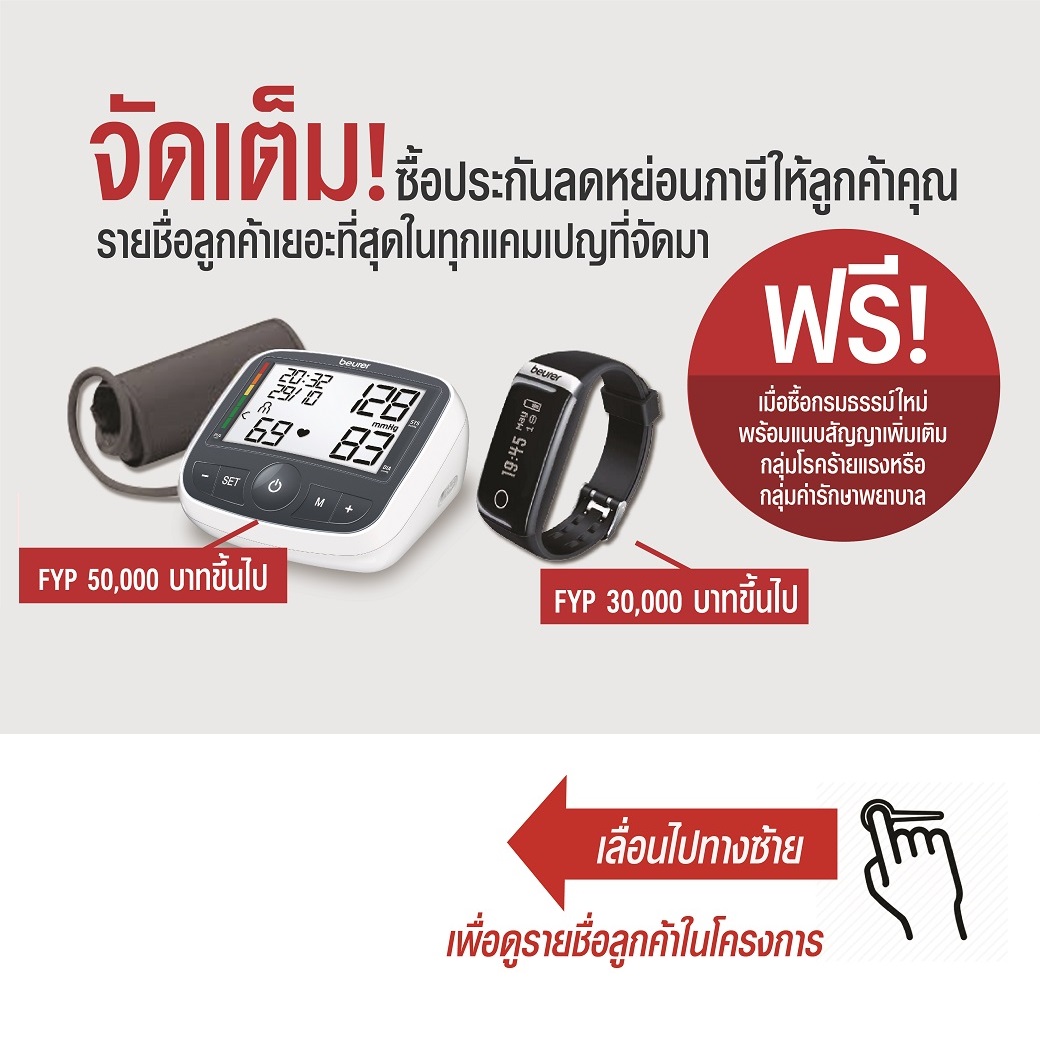 จัดเต็ม! ซื้อประกันลดหย่อนภาษีให้ลูกค้าคุณ
รายชื่อลูกค้าเยอะที่สุดในทุกแคมเปญที่จัดมา
ฟรี!
เมื่อซื้อกรมธรรม์ใหม่
พร้อมแนบสัญญาเพิ่มเติม
กลุ่มโรคร้ายแรงหรือ
กลุ่มค่ารักษาพยาบาล
beurer
20:32
29/10
128
SYS
mmHg
69
83
DIA
- SET M +
beurer
May
19
19:45
FYP 50,000 บาทขึ้นไป
FYP 30,000 บาทขึ้นไป
เลื่อนไปทางซ้าย
เพื่อดูรายชื่อลูกค้าในโครงการ